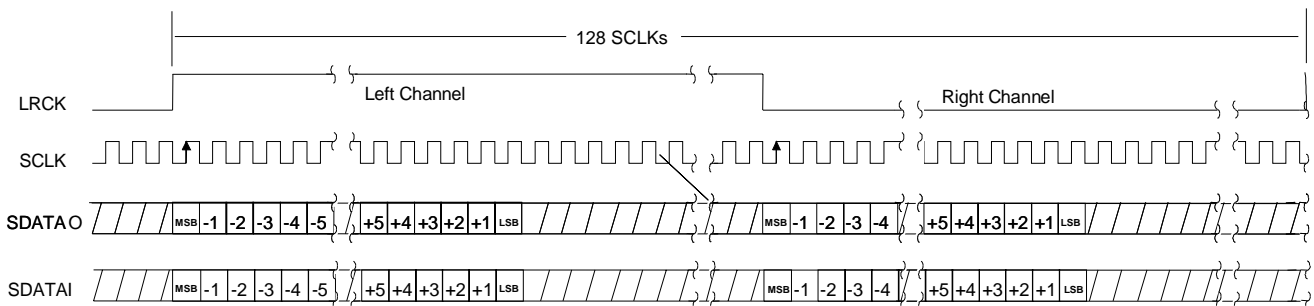 128 SCLKs
LRCK
Left Channel
Right Channel
SCLK
SDATAO MSB -1 -2 -3 -4 -5 +5 +4 +3 +2 +1 LSB MSB -1 -2 -3 -4 +5 +4 +3 +2 +1 LSB
SDATAI MSB -1 -2 -3 -4 -5 +5 +4 +3 +2 +1 LSB MSB -1 -2 -3 -4 +5 +4 +3 +2 +1 LSB